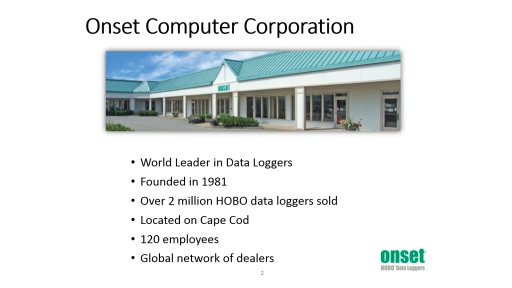 Onset Computer Corporation
onset
• World Leader in Data Loggers
• Founded in 1981
• Over 2 million HOBO data loggers sold
• Located on Cape Cod
• 120 employees
• Global network of dealers
2
onset
HOBO® Data Loggers